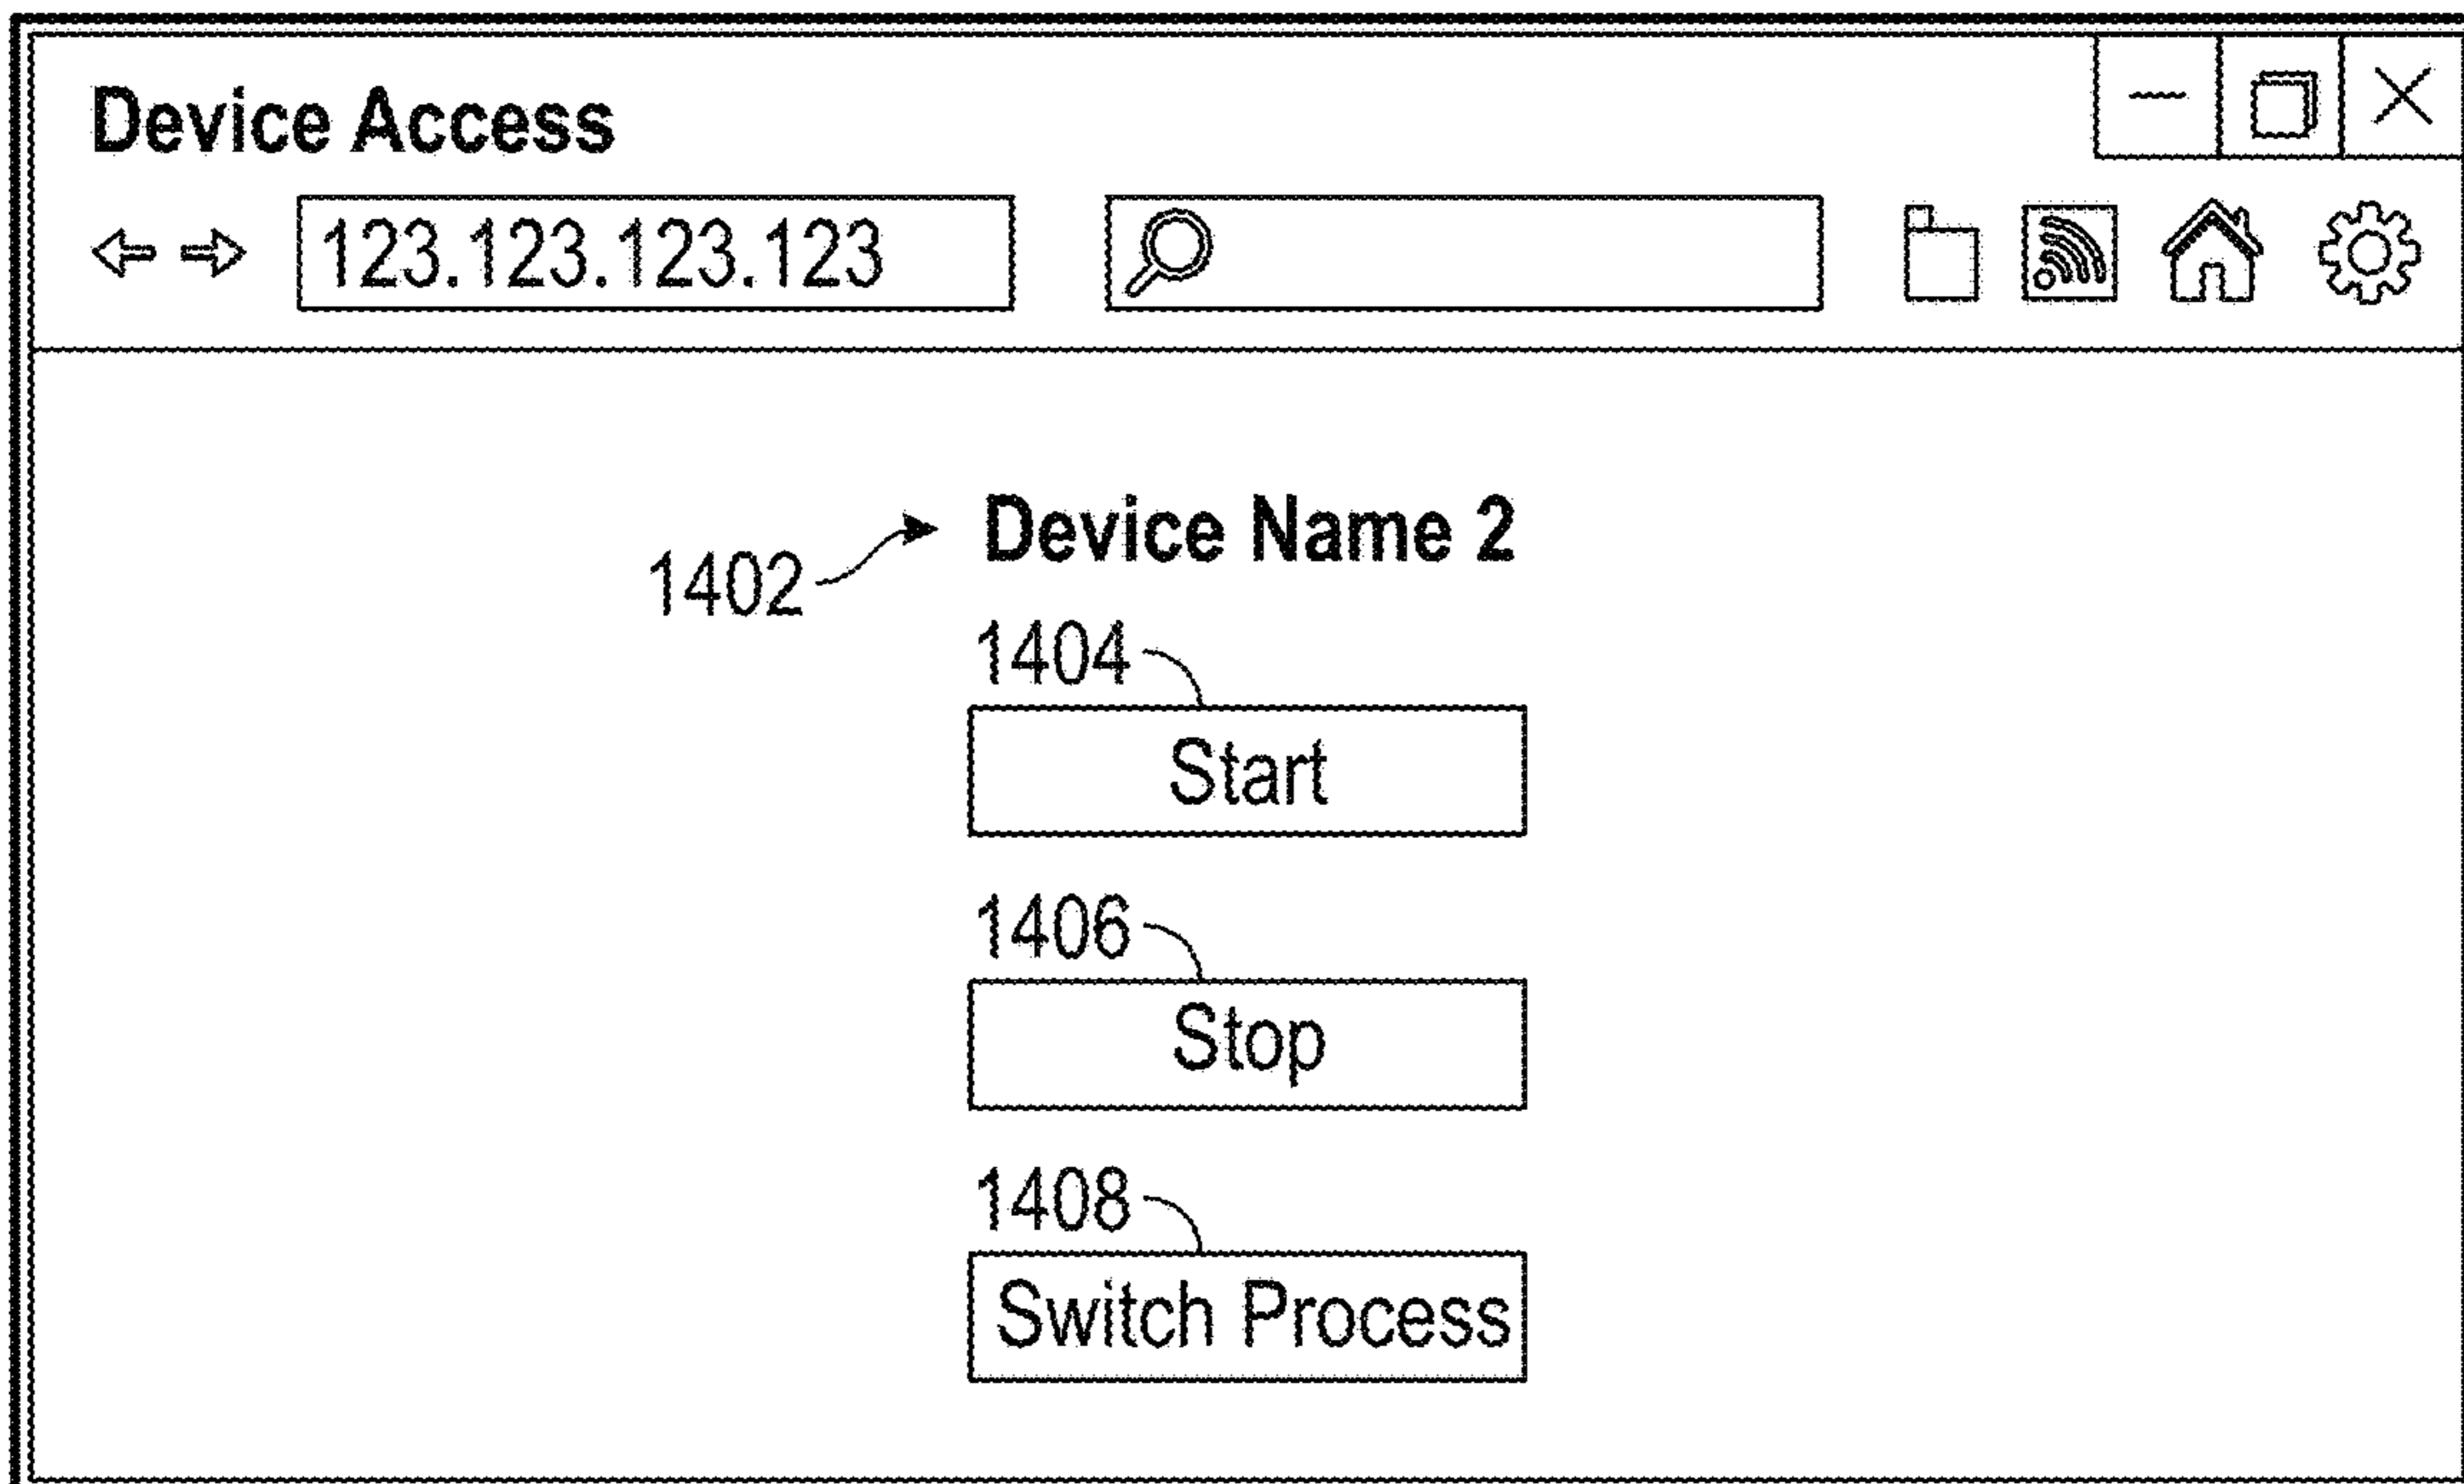 Device Access
123.123.123.123
Device Name 2
1402
1404
Start
1406
Stop
1408
Switch Process